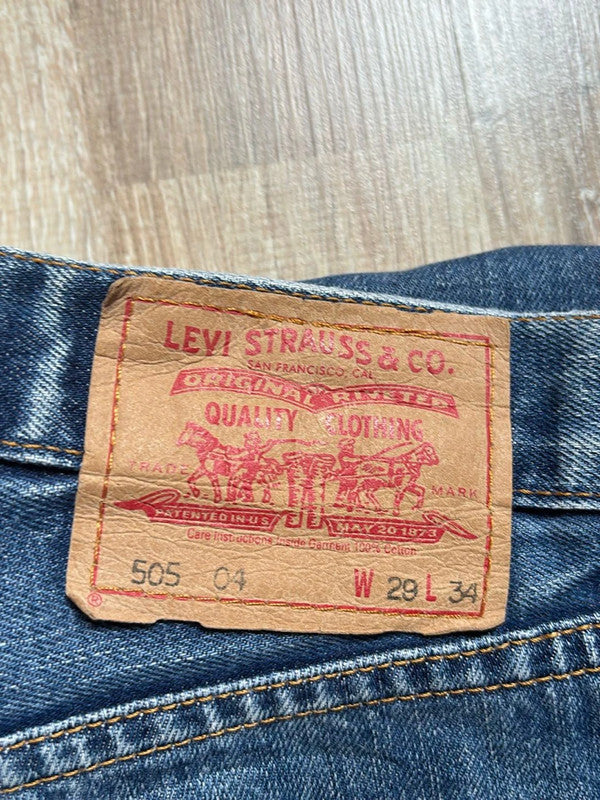 LEVI STRAUSS & CO.
SAN FRANCISCO CAL
ORIGINAL RIVETED
QUALITY CLOTHING
TRADE MARK
PATENTED IN U.S. MAY 20 1873
Care Instructions Inside Garment 100% Cotton
505 04 W 29 L 34
®